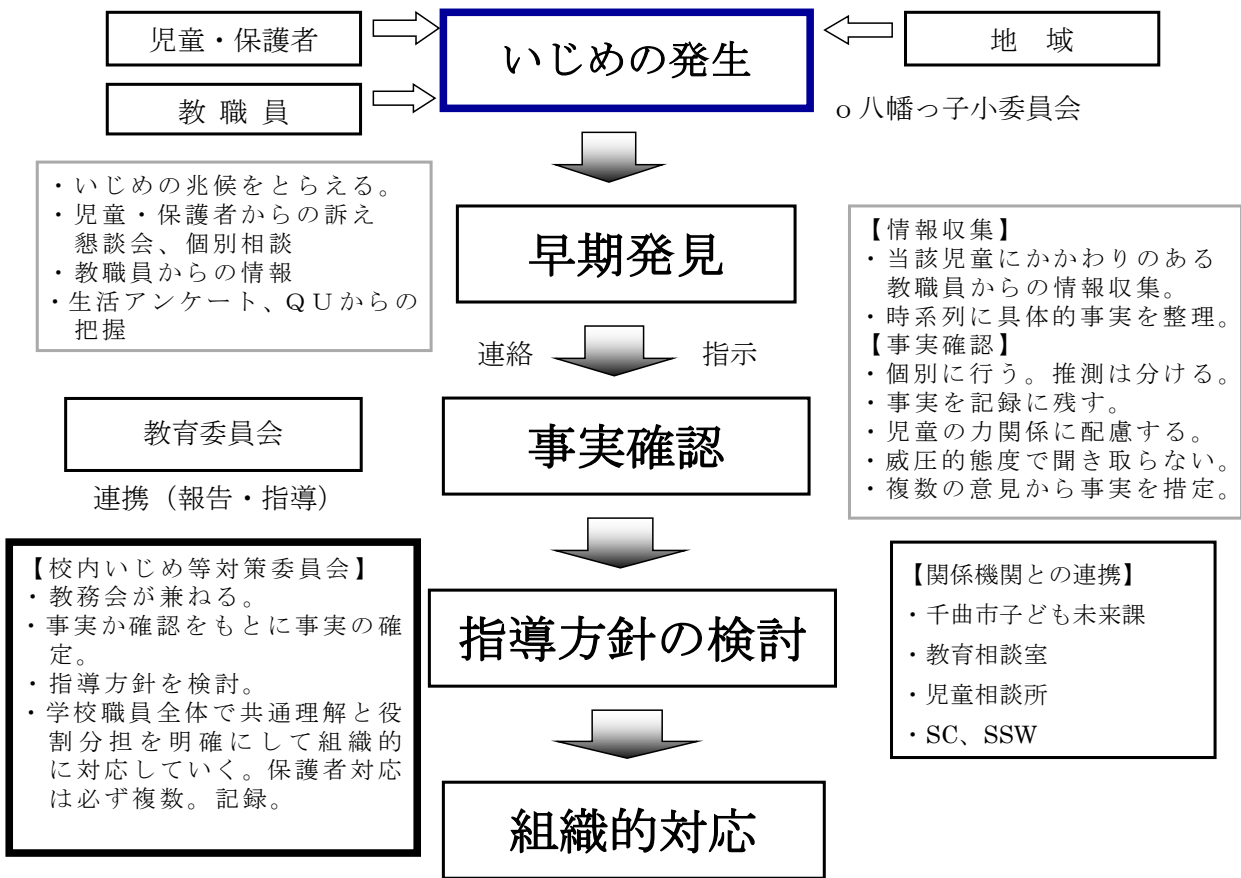 児童・保護者
いじめの発生
地　域
教 職 員
o 八幡っ子小委員会
・いじめの兆候をとらえる。
・児童・保護者からの訴え
懇談会、個別相談
・教職員からの情報
・生活アンケート、ＱＵからの
把握
早期発見
【情報収集】
・当該児童にかかわりのある
教職員からの情報収集。
・時系列に具体的事実を整理。
【事実確認】
・個別に行う。推測は分ける。
・事実を記録に残す。
・児童の力関係に配慮する。
・威圧的態度で聞き取らない。
・複数の意見から事実を措定。
連絡
指示
教育委員会
連携（報告・指導）
事実確認
【校内いじめ等対策委員会】
・教務会が兼ねる。
・事実か確認をもとに事実の確
定。
・指導方針を検討。
・学校職員全体で共通理解と役
割分担を明確にして組織的
に対応していく。保護者対応
は必ず複数。記録。
指導方針の検討
【関係機関との連携】
・千曲市子ども未来課
・教育相談室
・児童相談所
・SC、SSW
組織的対応